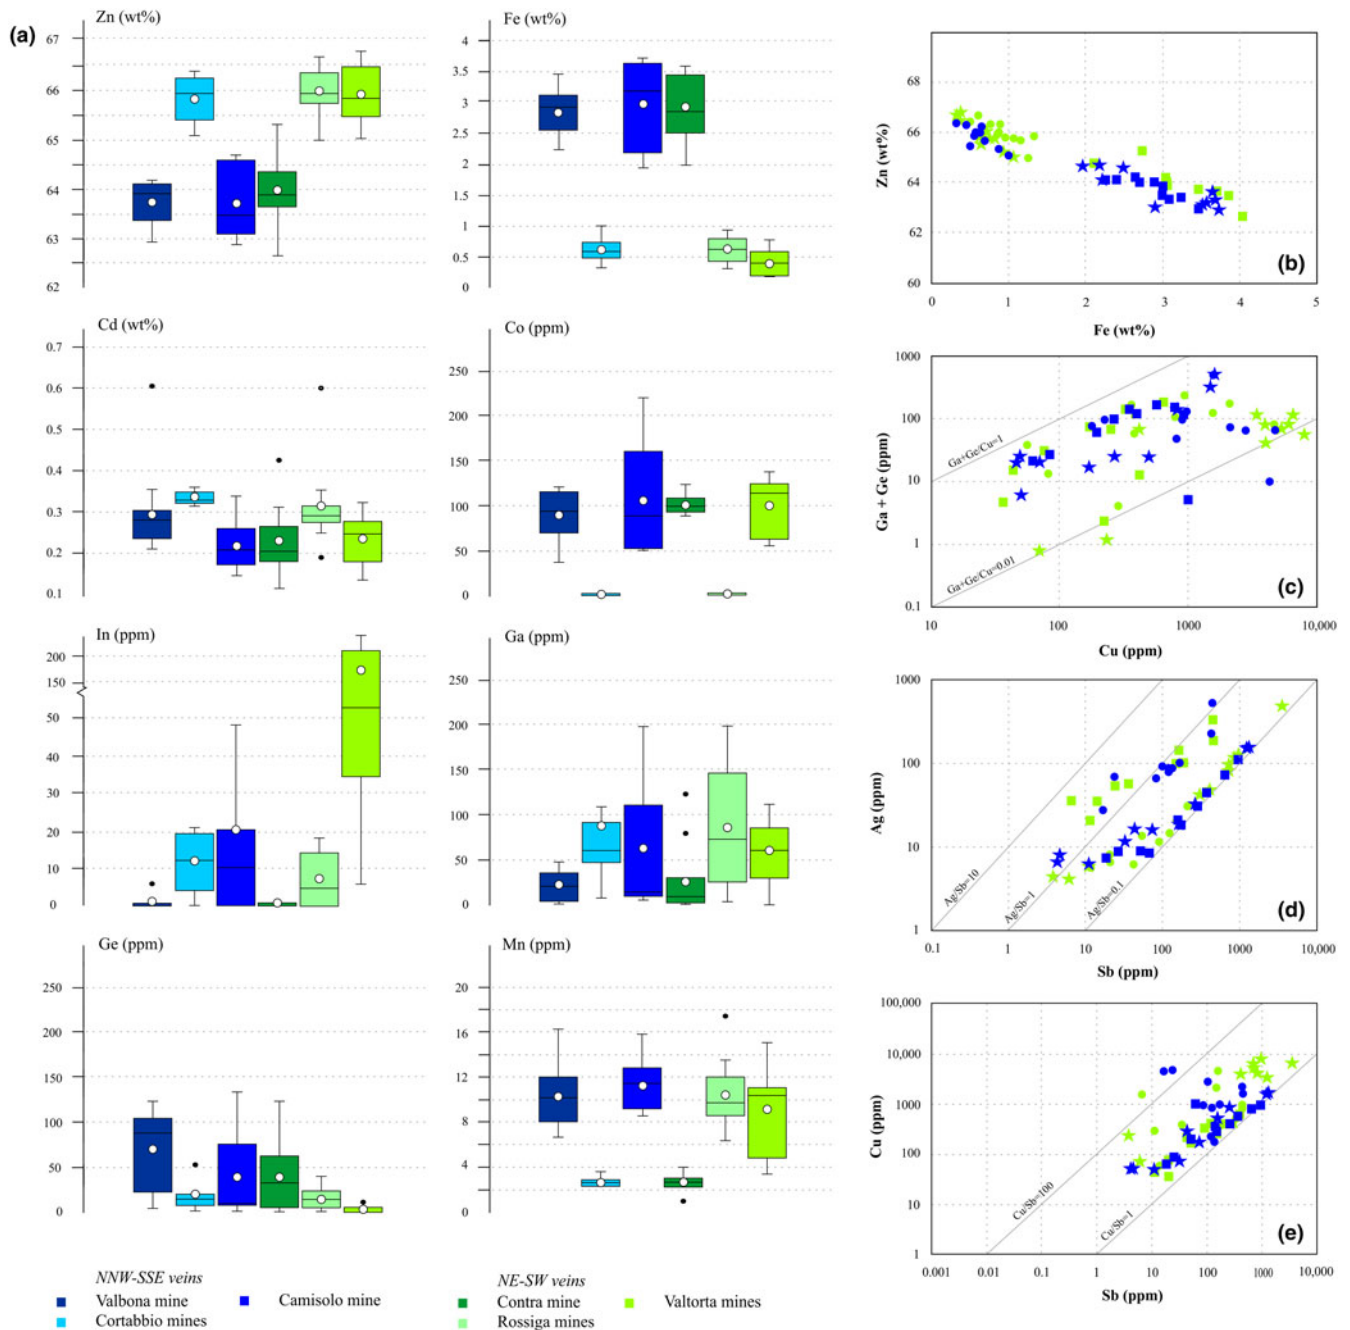 (a)
Zn (wt%)
67
66
65
64
63
62
Fe (wt%)
4
3.5
3
2.5
2
1.5
1
0.5
0
Cd (wt%)
0.7
0.6
0.5
0.4
0.3
0.2
0.1
Co (ppm)
250
200
150
100
50
0
In (ppm)
200
150
50
20
10
0
Ga (ppm)
250
200
150
100
50
0
Ge (ppm)
250
200
150
100
50
0
Mn (ppm)
20
16
14
12
10
8
6
4
2
0
NNW-SSE veins
Valbona mine
Camisolo mine
Cortabbio mines
NE-SW veins
Contra mine
Valtorta mines
Rossiga mines
Zn (wt%)
68
66
64
62
60
0 1 2 3 4 5
Fe (wt%)
(b)
Ga + Ge (ppm)
1000
100
10
1
0.1
Ga+Ge/Cu=1
Ga+Ge/Cu=0.01
(c)
10 100 1000 10,000
Cu (ppm)
Ag (ppm)
1000
100
10
1
Ag/Sb=10
Ag/Sb=1
Ag/Sb=0.1
(d)
0.1 1 10 100 1000 10,000
Sb (ppm)
Cu (ppm)
100,000
10,000
1000
100
10
1
Cu/Sb=100
Cu/Sb=1
(e)
0.001 0.01 0.1 1 10 100 1000 10,000
Sb (ppm)